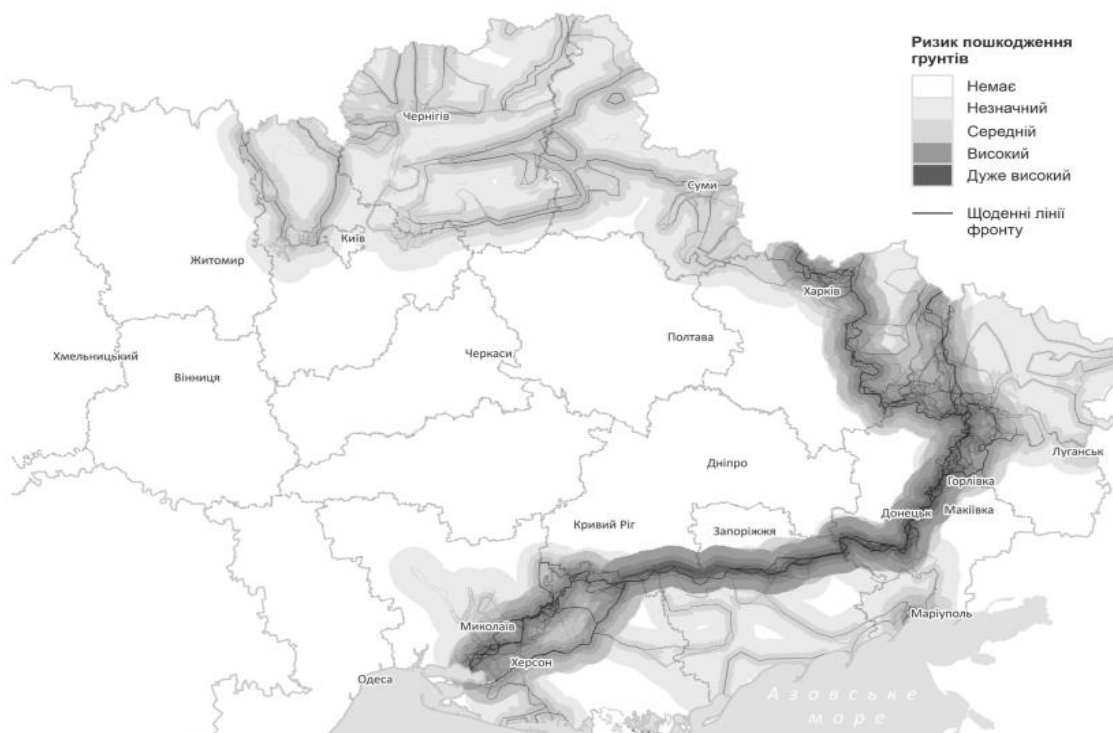 Ризик пошкодження
грунтів
Немає
Незначний
Середній
Високий
Дуже високий
Щоденні лінії
фронту
Чернігів
Суми
Київ
Житомир
Харків
Хмельницький
Полтава
Черкаси
Вінниця
Луганськ
Дніпро
Горлівка
Донецьк
Макіївка
Кривий Ріг
Запоріжжя
Маріуполь
Миколаїв
Херсон
Одеса
Азовське
море